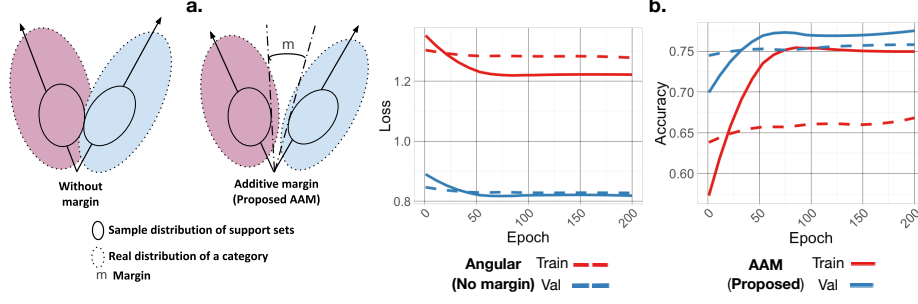 a.
b.
m
Without
margin
Additive margin
(Proposed AAM)
Sample distribution of support sets
Real distribution of a category
m Margin
Loss
1.2
1.0
0.8
0
50
100
150
200
Epoch
Accuracy
0.75
0.70
0.65
0.60
0
50
100
150
200
Epoch
Angular Train
(No margin) Val
AAM Train
(Proposed) Val